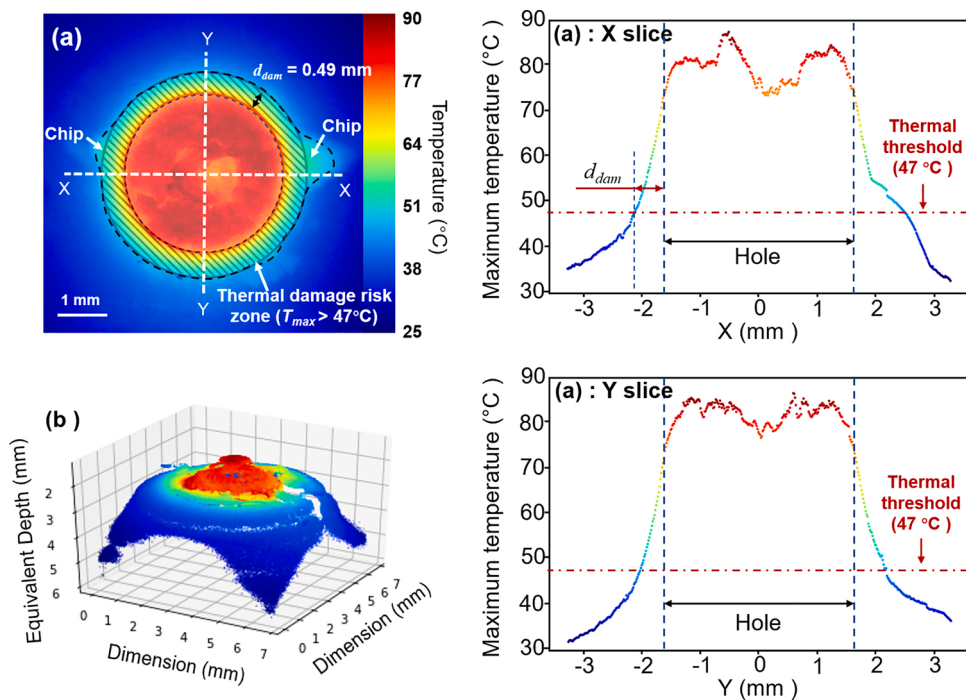 (a)
Y
d_dam = 0.49 mm
Chip
Chip
X
X
Y
Thermal damage risk
zone (T_max > 47°C)
1 mm
90
77
64
51
38
25
Temperature (°C)
(a) : X slice
90
80
70
60
50
40
30
Maximum temperature (°C)
Thermal
threshold
(47 °C)
d_dam
Hole
-3
-2
-1
0
1
2
3
X (mm)
(b )
2
3
4
5
6
Equivalent Depth (mm)
0
1
2
3
4
5
6
7
Dimension (mm)
0
1
2
3
4
5
6
7
Dimension (mm)
(a) : Y slice
90
80
70
60
50
40
30
Maximum temperature (°C)
Thermal
threshold
(47 °C)
Hole
-3
-2
-1
0
1
2
3
Y (mm)